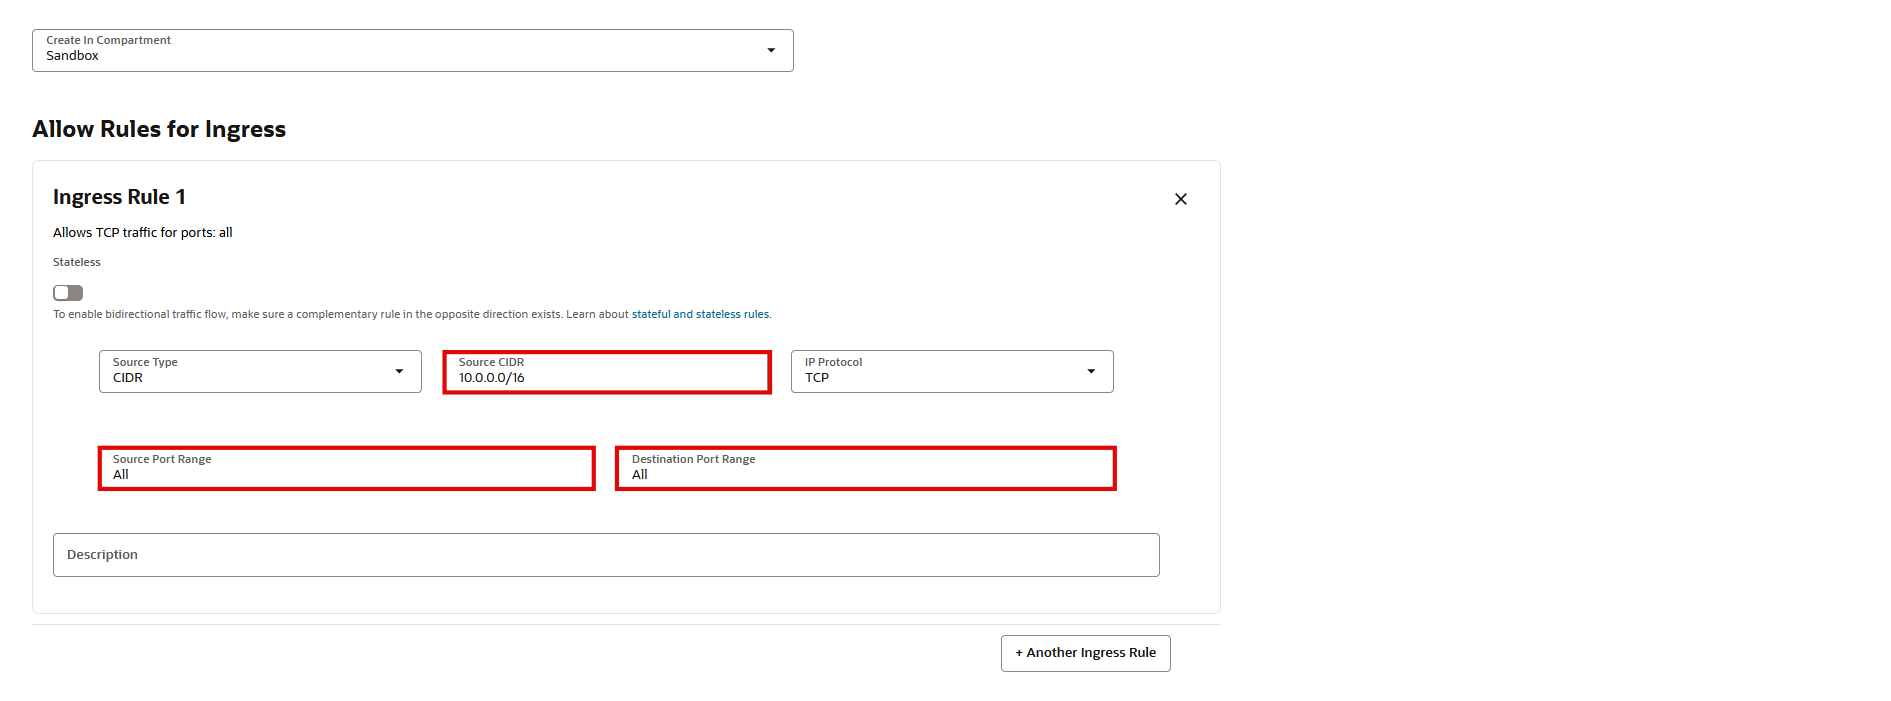 Create In Compartment
Sandbox
Allow Rules for Ingress
Ingress Rule 1
Allows TCP traffic for ports: all
Stateless
To enable bidirectional traffic flow, make sure a complementary rule in the opposite direction exists. Learn about stateful and stateless rules.
Source Type
CIDR
Source CIDR
10.0.0.0/16
IP Protocol
TCP
Source Port Range
All
Destination Port Range
All
Description
+ Another Ingress Rule